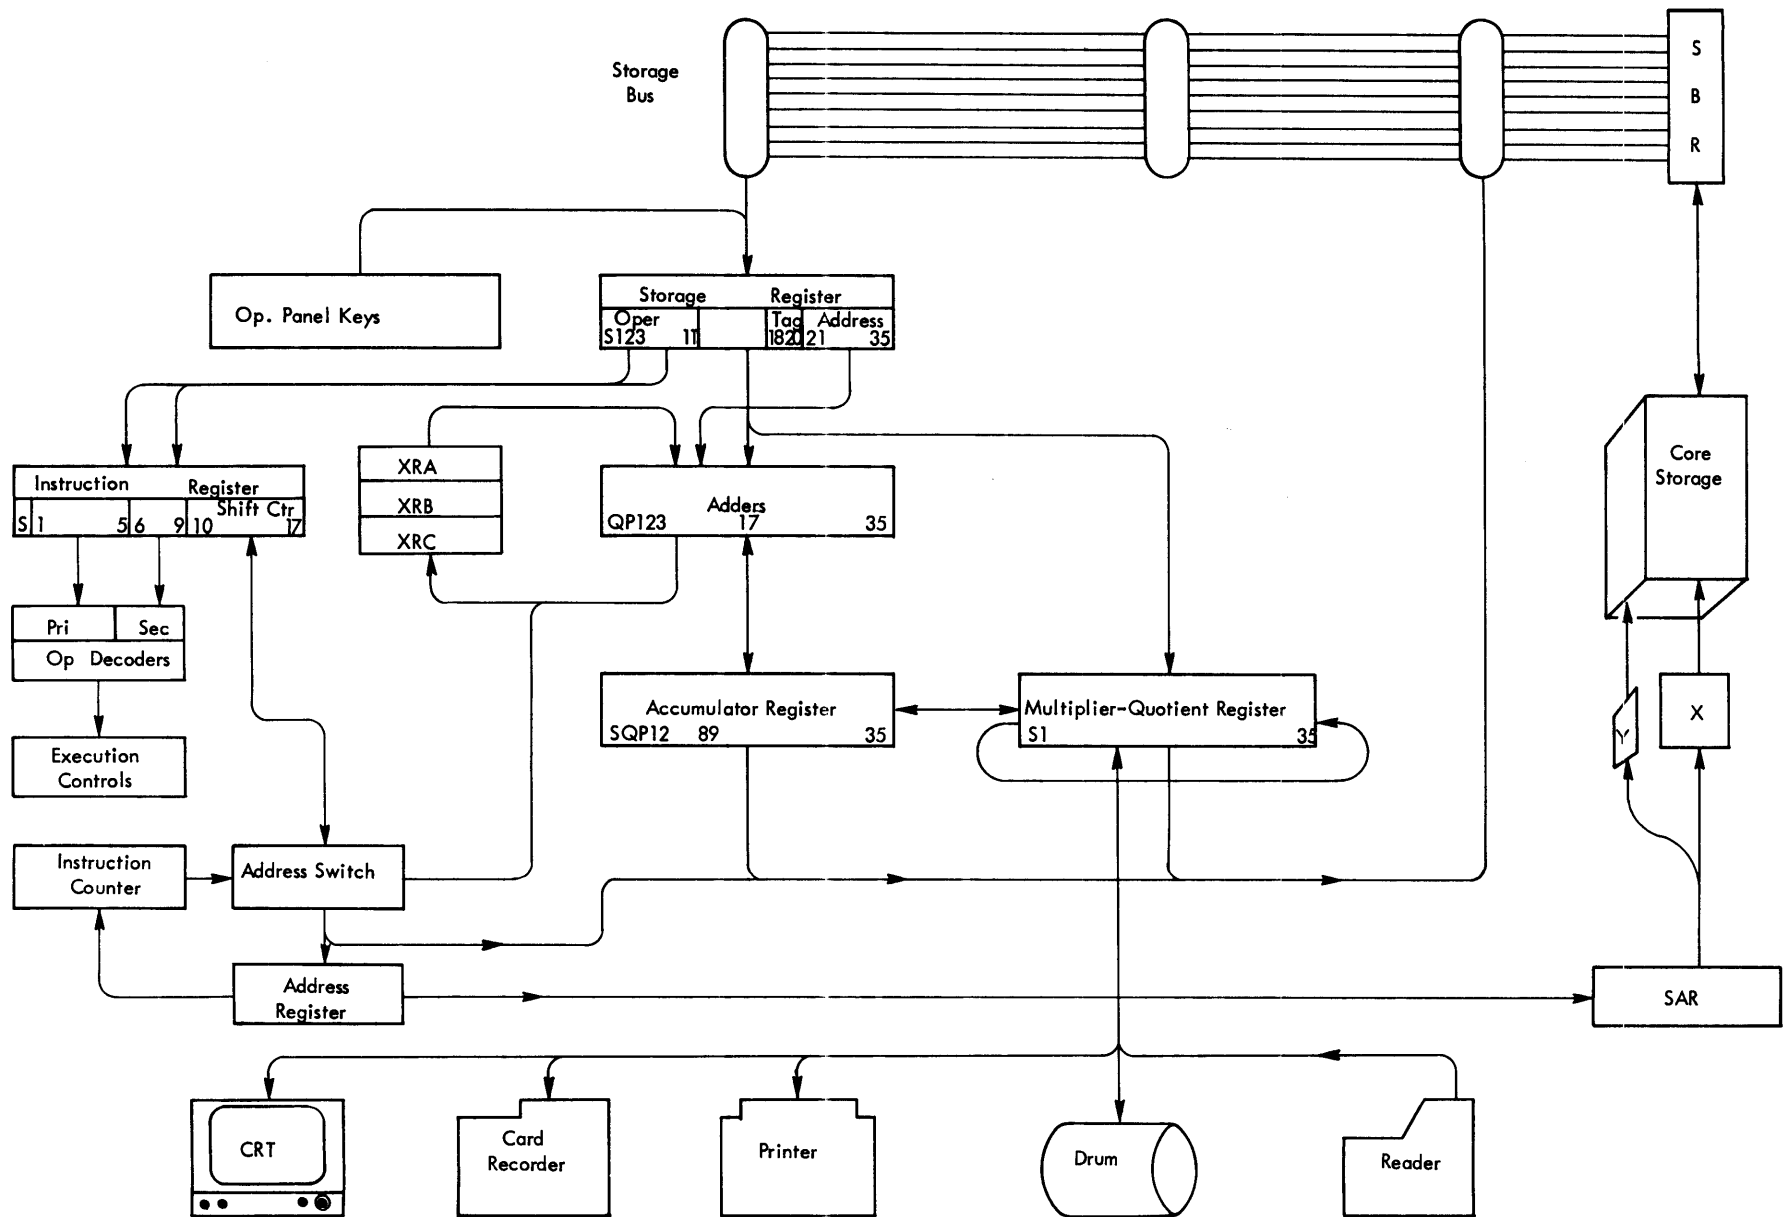 Storage
Bus
S
B
R
Op. Panel Keys
Storage Register
Oper Tag Address
S123 11 1820 21 35
XRA
XRB
XRC
Instruction Register
Shift Ctr
S 1 5 6 9 10 17
Adders
QP123 17 35
Core
Storage
Pri Sec
Op Decoders
Execution
Controls
Accumulator Register
SQP12 89 35
Multiplier-Quotient Register
S1 35
Y
X
Instruction
Counter
Address Switch
Address
Register
SAR
CRT
Card
Recorder
Printer
Drum
Reader